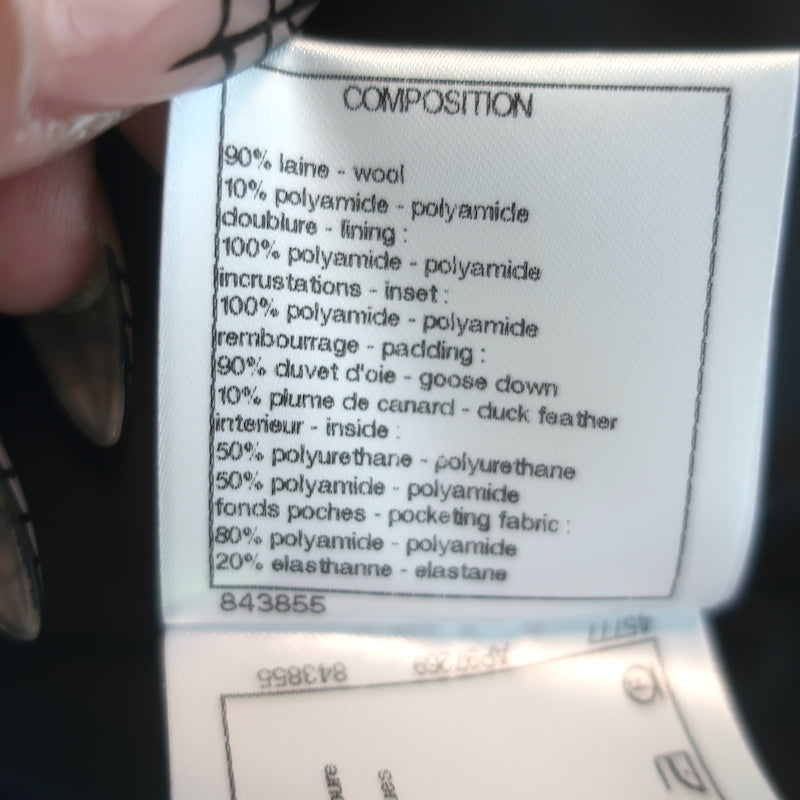 COMPOSITION
90% laine - wool
10% polyamide - polyamide
doublure - lining :
100% polyamide - polyamide
incrustations - inset :
100% polyamide - polyamide
rembourrage - padding :
90% duvet d'oie - goose down
10% plume de canard - duck feather
interieur - inside :
50% polyurethane - polyurethane
50% polyamide - polyamide
fonds poches - pocketing fabric :
80% polyamide - polyamide
20% elasthanne - elastane
843855
843855